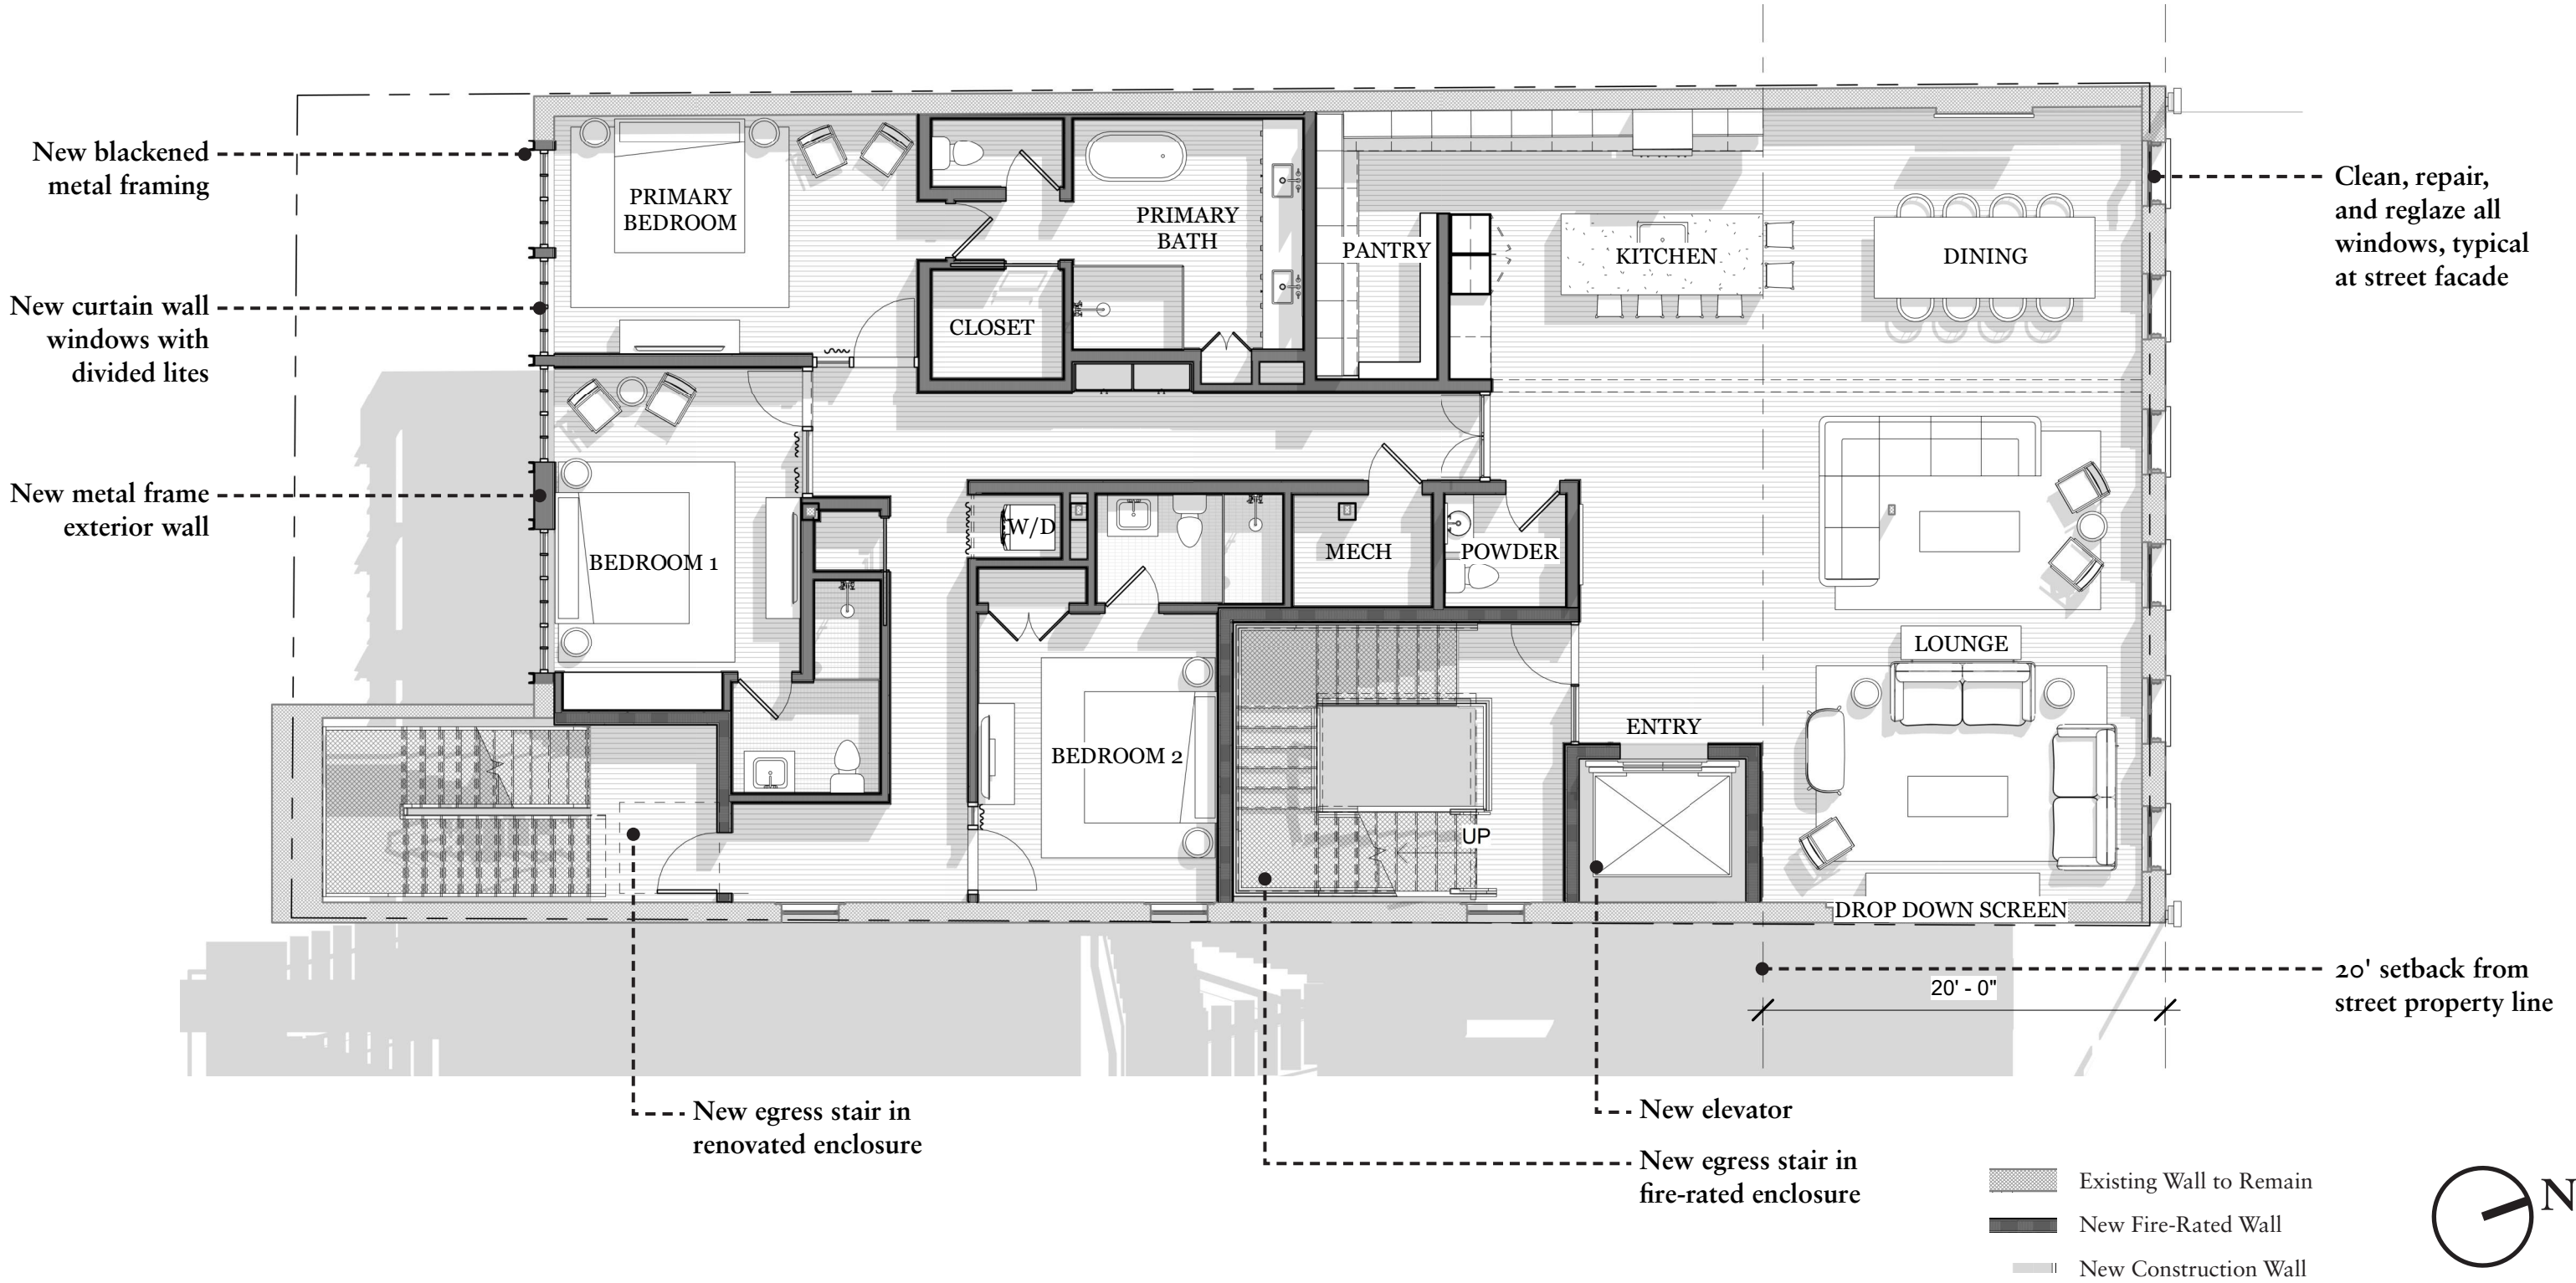 New blackened
metal framing
New curtain wall
windows with
divided lites
New metal frame
exterior wall
PRIMARY
BEDROOM
PRIMARY
BATH
CLOSET
PANTRY
KITCHEN
DINING
Clean, repair,
and reglaze all
windows, typical
at street facade
BEDROOM 1
W/D
MECH
POWDER
LOUNGE
ENTRY
BEDROOM 2
UP
DROP DOWN SCREEN
20' setback from
street property line
20' - 0"
New egress stair in
renovated enclosure
New elevator
New egress stair in
fire-rated enclosure
Existing Wall to Remain
New Fire-Rated Wall
New Construction Wall
N